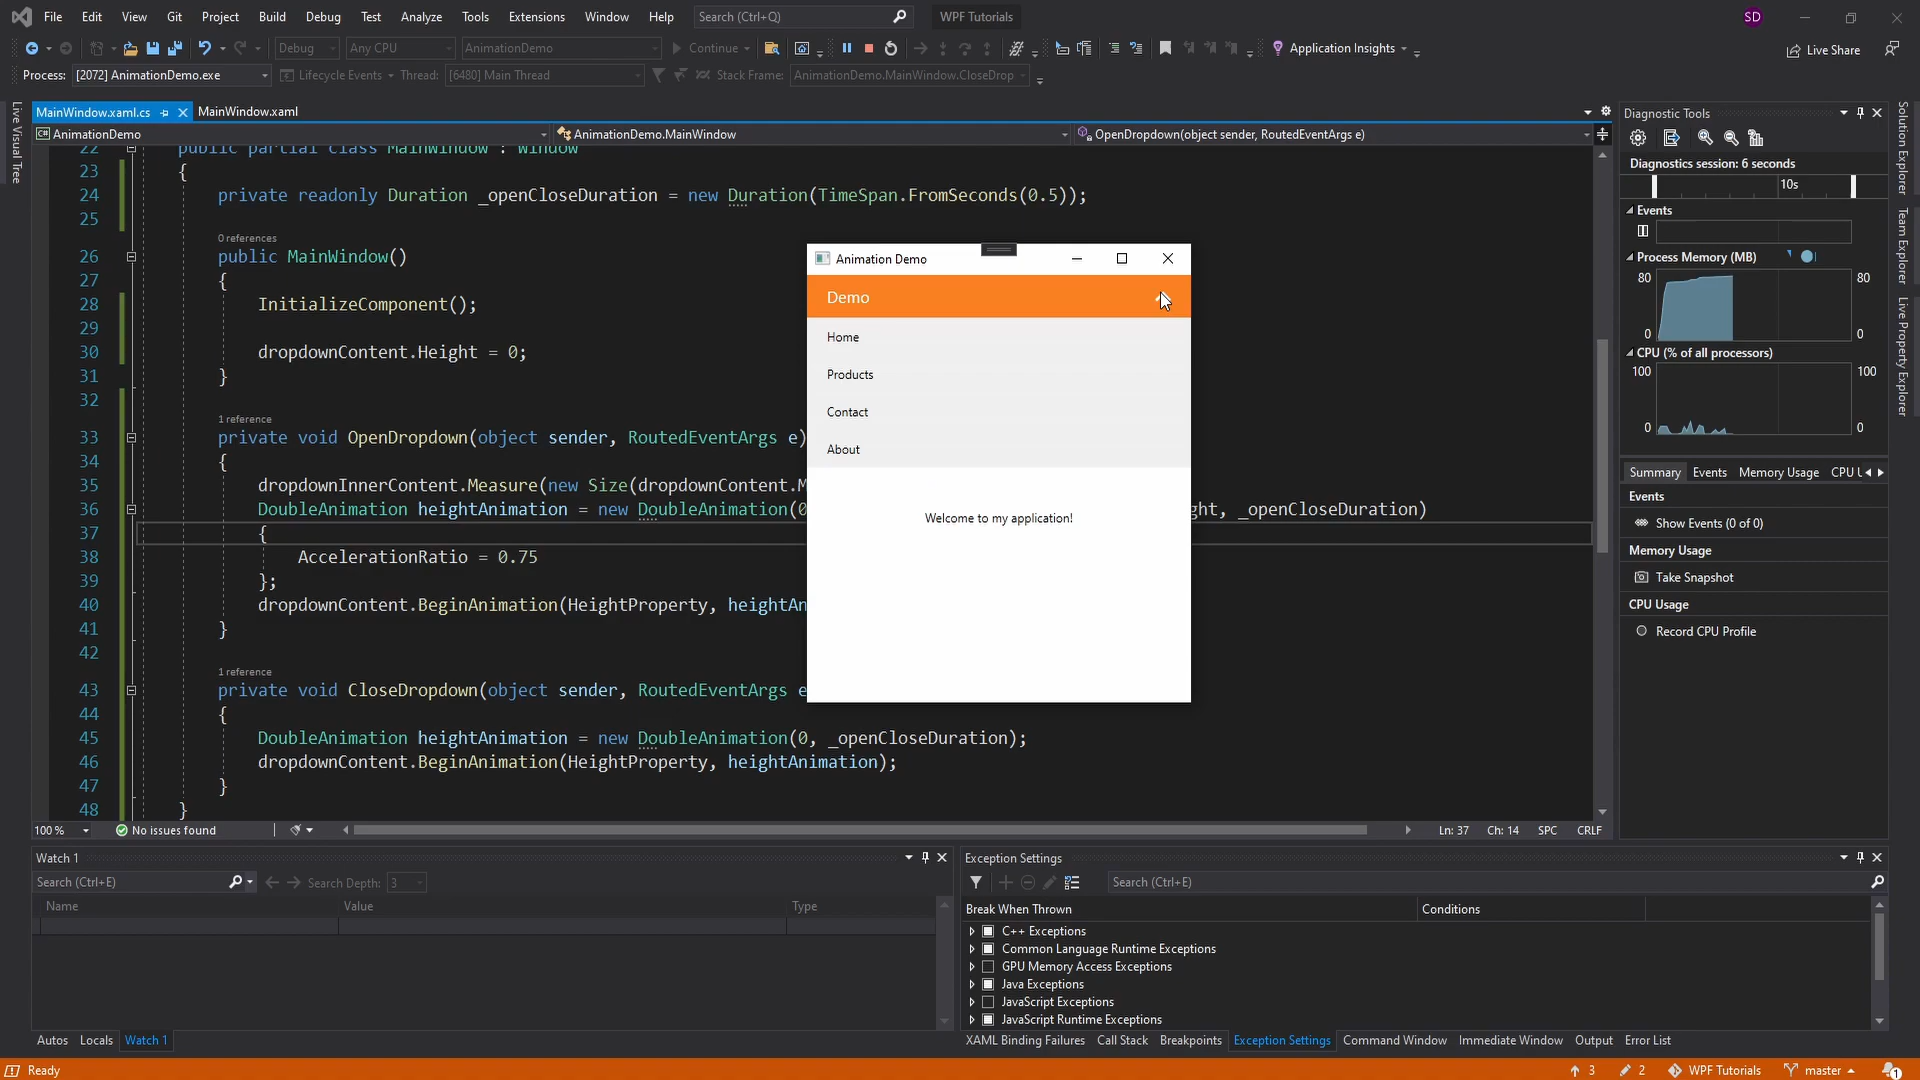 File Edit View Git Project Build Debug Test Analyze Tools Extensions Window Help Search (Ctrl+Q) WPF Tutorials SD
Debug Any CPU AnimationDemo Continue Application Insights Live Share
Process: [2072] AnimationDemo.exe Lifecycle Events Thread: [6480] Main Thread Stack Frame: AnimationDemo.MainWindow.CloseDrop
Live Visual Tree
MainWindow.xaml.cs MainWindow.xaml
AnimationDemo AnimationDemo.MainWindow OpenDropdown(object sender, RoutedEventArgs e)
22 public partial class MainWindow : Window
23 {
24 private readonly Duration _openCloseDuration = new Duration(TimeSpan.FromSeconds(0.5));
25
0 references
26 public MainWindow()
27 {
28 InitializeComponent();
29
30 dropdownContent.Height = 0;
31 }
32
1 reference
33 private void OpenDropdown(object sender, RoutedEventArgs e)
34 {
35 dropdownInnerContent.Measure(new Size(dropdownContent.M
36 DoubleAnimation heightAnimation = new DoubleAnimation(0 ght, _openCloseDuration)
37 {
38 AccelerationRatio = 0.75
39 };
40 dropdownContent.BeginAnimation(HeightProperty, heightAn
41 }
42
1 reference
43 private void CloseDropdown(object sender, RoutedEventArgs e
44 {
45 DoubleAnimation heightAnimation = new DoubleAnimation(0, _openCloseDuration);
46 dropdownContent.BeginAnimation(HeightProperty, heightAnimation);
47 }
48 }
Animation Demo
Demo
Home
Products
Contact
About
Welcome to my application!
100 % No issues found Ln: 37 Ch: 14 SPC CRLF
Diagnostic Tools
Diagnostics session: 6 seconds
10s
Events
Process Memory (MB)
80 80
0 0
CPU (% of all processors)
100 100
0 0
Summary Events Memory Usage CPU U
Events
Show Events (0 of 0)
Memory Usage
Take Snapshot
CPU Usage
Record CPU Profile
Solution Explorer
Team Explorer
Live Property Explorer
Watch 1
Search (Ctrl+E) Search Depth: 3
Name Value Type
Autos Locals Watch 1
Exception Settings
Search (Ctrl+E)
Break When Thrown Conditions
C++ Exceptions
Common Language Runtime Exceptions
GPU Memory Access Exceptions
Java Exceptions
JavaScript Exceptions
JavaScript Runtime Exceptions
XAML Binding Failures Call Stack Breakpoints Exception Settings Command Window Immediate Window Output Error List
Ready 3 2 WPF Tutorials master 1